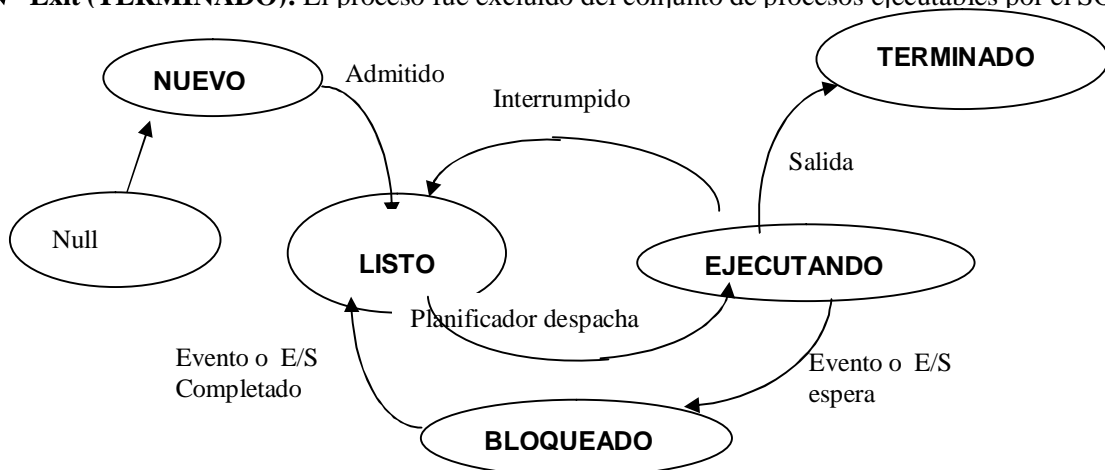 Exit (TERMINADO): El proceso fue excluido del conjunto de procesos ejecutables por el SO
NUEVO
Admitido
Interrumpido
TERMINADO
Salida
Null
LISTO
EJECUTANDO
Planificador despacha
Evento o E/S
Completado
Evento o E/S
espera
BLOQUEADO